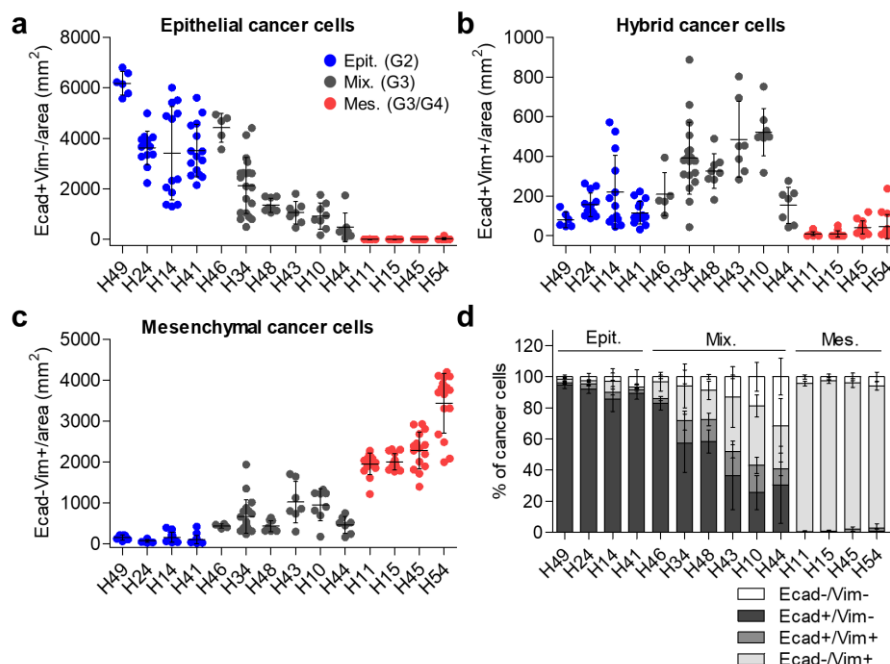 a
Epithelial cancer cells
Ecad+Vim-/area (mm²)
8000
6000
4000
2000
0
Epit. (G2)
Mix. (G3)
Mes. (G3/G4)
H49
H24
H14
H41
H46
H34
H48
H43
H10
H44
H11
H15
H45
H54
b
Hybrid cancer cells
Ecad+Vim+/area (mm²)
1000
800
600
400
200
0
H49
H24
H14
H41
H46
H34
H48
H43
H10
H44
H11
H15
H45
H54
c
Mesenchymal cancer cells
Ecad-Vim+/area (mm²)
5000
4000
3000
2000
1000
0
H49
H24
H14
H41
H46
H34
H48
H43
H10
H44
H11
H15
H45
H54
d
Epit.
Mix.
Mes.
% of cancer cells
120
100
80
60
40
20
0
H49
H24
H14
H41
H46
H34
H48
H43
H10
H44
H11
H15
H45
H54
Ecad-/Vim-
Ecad+/Vim-
Ecad+/Vim+
Ecad-/Vim+